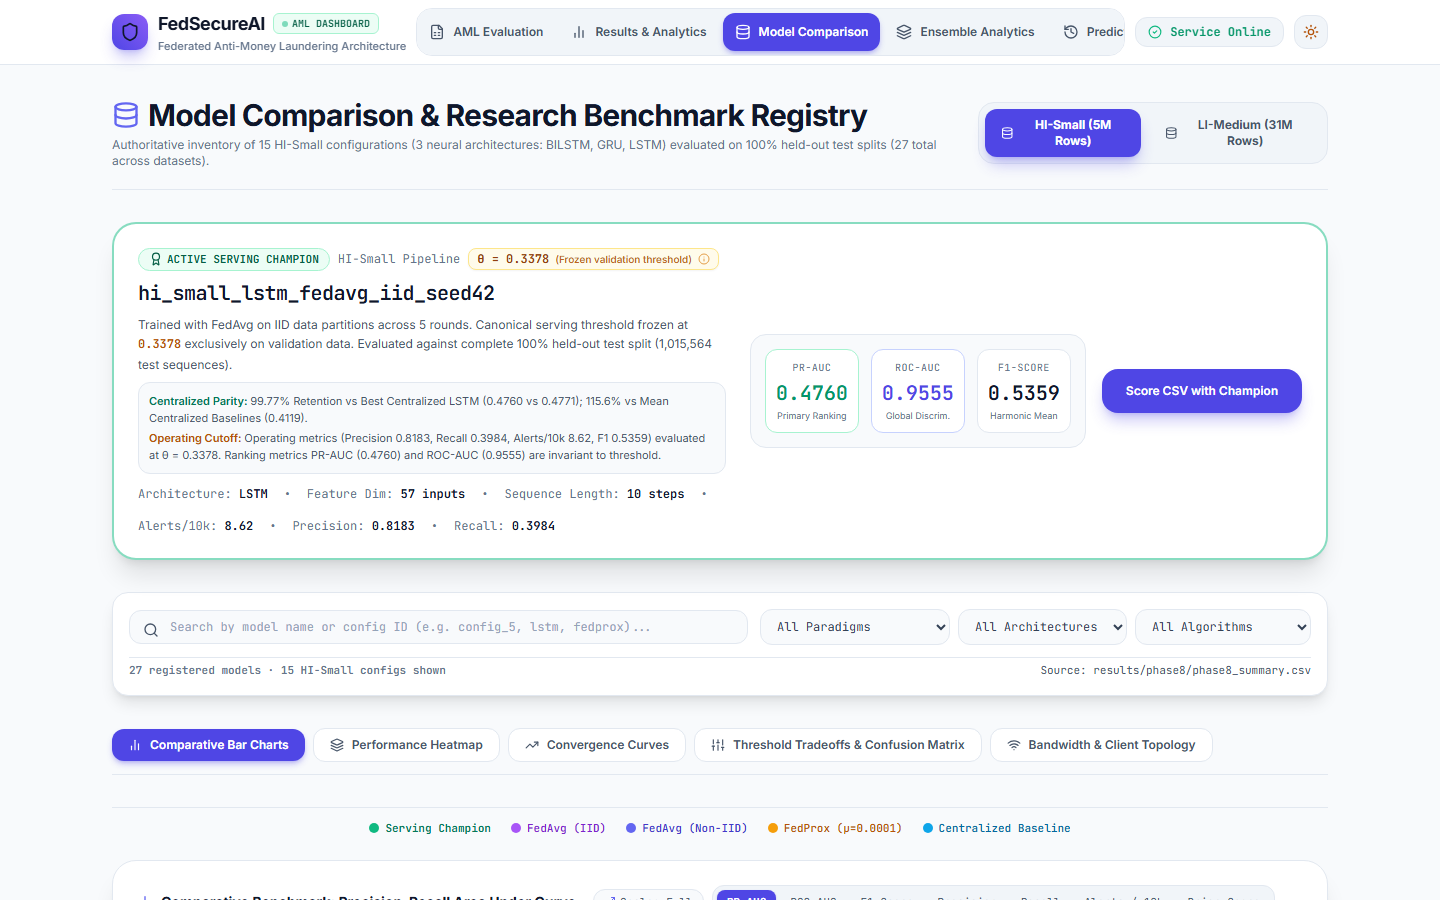 FedSecureAI
AML DASHBOARD
Federated Anti-Money Laundering Architecture
AML Evaluation
Results & Analytics
Model Comparison
Ensemble Analytics
Predic
Service Online
Model Comparison & Research Benchmark Registry
Authoritative inventory of 15 HI-Small configurations (3 neural architectures: BILSTM, GRU, LSTM) evaluated on 100% held-out test splits (27 total
across datasets).
HI-Small (5M
Rows)
LI-Medium (31M
Rows)
ACTIVE SERVING CHAMPION
HI-Small Pipeline
θ = 0.3378 (Frozen validation threshold)
hi_small_lstm_fedavg_iid_seed42
Trained with FedAvg on IID data partitions across 5 rounds. Canonical serving threshold frozen at
0.3378 exclusively on validation data. Evaluated against complete 100% held-out test split (1,015,564
test sequences).
Centralized Parity: 99.77% Retention vs Best Centralized LSTM (0.4760 vs 0.4771); 115.6% vs Mean
Centralized Baselines (0.4119).
Operating Cutoff: Operating metrics (Precision 0.8183, Recall 0.3984, Alerts/10k 8.62, F1 0.5359) evaluated
at θ = 0.3378. Ranking metrics PR-AUC (0.4760) and ROC-AUC (0.9555) are invariant to threshold.
Architecture: LSTM • Feature Dim: 57 inputs • Sequence Length: 10 steps •
Alerts/10k: 8.62 • Precision: 0.8183 • Recall: 0.3984
PR-AUC
0.4760
Primary Ranking
ROC-AUC
0.9555
Global Discrim.
F1-SCORE
0.5359
Harmonic Mean
Score CSV with Champion
Search by model name or config ID (e.g. config_5, lstm, fedprox)...
All Paradigms
All Architectures
All Algorithms
27 registered models · 15 HI-Small configs shown
Source: results/phase8/phase8_summary.csv
Comparative Bar Charts
Performance Heatmap
Convergence Curves
Threshold Tradeoffs & Confusion Matrix
Bandwidth & Client Topology
Serving Champion
FedAvg (IID)
FedAvg (Non-IID)
FedProx (μ=0.0001)
Centralized Baseline
Comparative Benchmark: Precision-Recall Area Under Curve